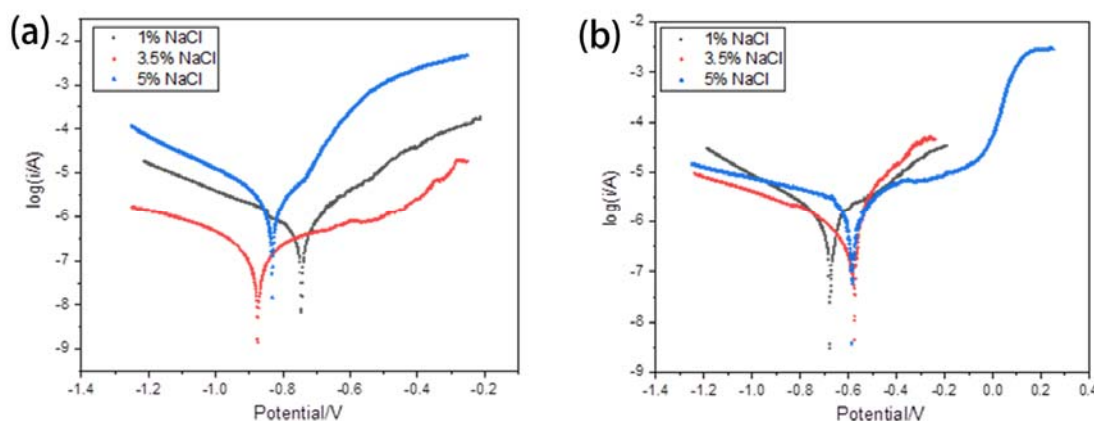 (a)
1% NaCl
3.5% NaCl
5% NaCl
log(i/A)
-2
-3
-4
-5
-6
-7
-8
-9
-1.4 -1.2 -1.0 -0.8 -0.6 -0.4 -0.2
Potential/V
(b)
1% NaCl
3.5% NaCl
5% NaCl
log(i/A)
-2
-3
-4
-5
-6
-7
-8
-9
-1.4 -1.2 -1.0 -0.8 -0.6 -0.4 -0.2 0.0 0.2 0.4
Potential/V